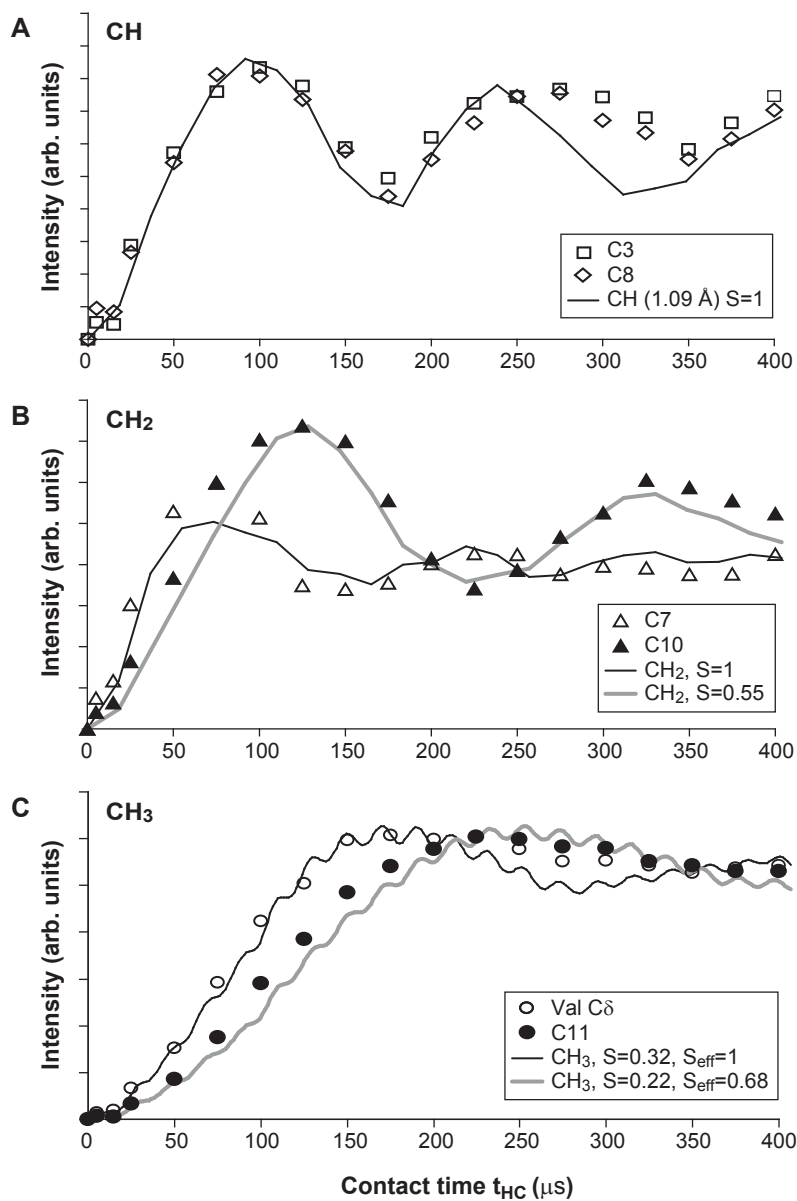 A
CH
Intensity (arb. units)
C3
C8
CH (1.09 Å) S=1
0 50 100 150 200 250 300 350 400
B
CH₂
Intensity (arb. units)
C7
C10
CH₂, S=1
CH₂, S=0.55
0 50 100 150 200 250 300 350 400
C
CH₃
Intensity (arb. units)
Val Cδ
C11
CH₃, S=0.32, Seff=1
CH₃, S=0.22, Seff=0.68
0 50 100 150 200 250 300 350 400
Contact time tHC (μs)